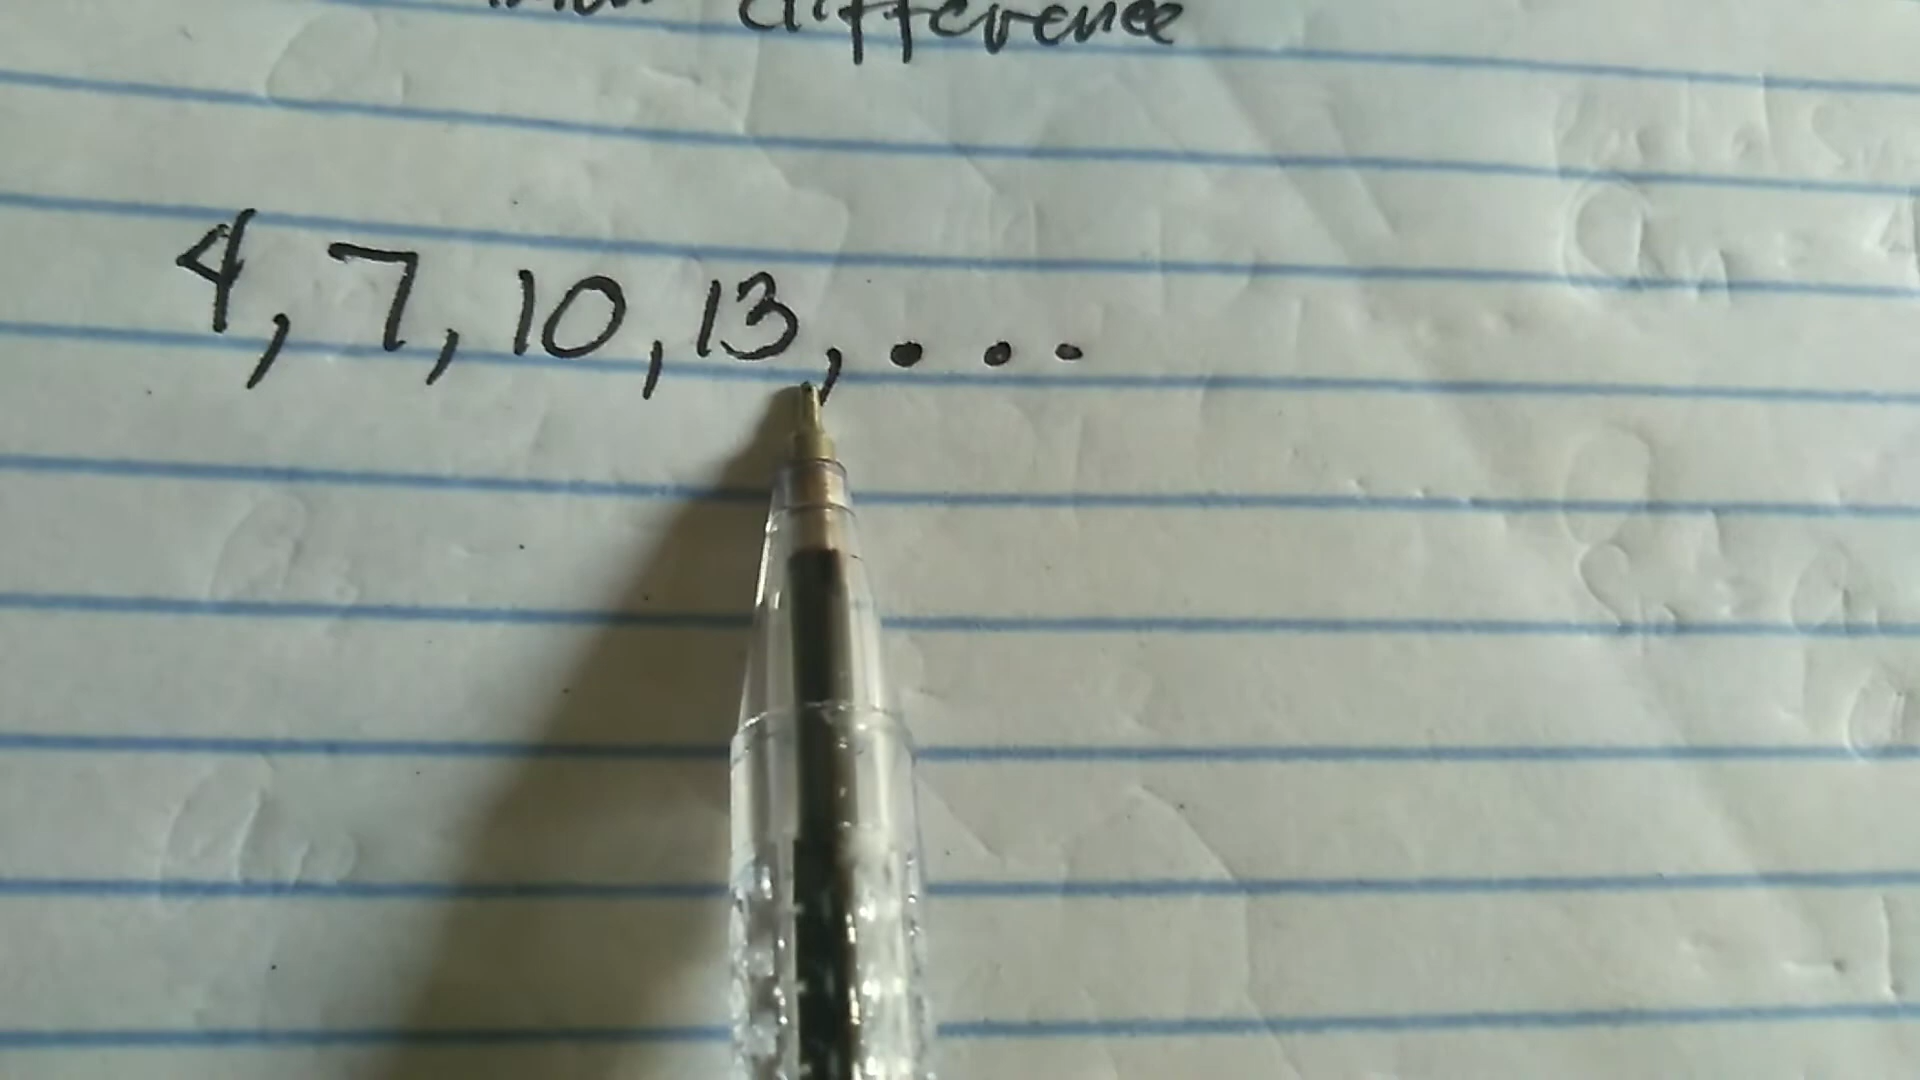 difference
4, 7, 10, 13, . . .